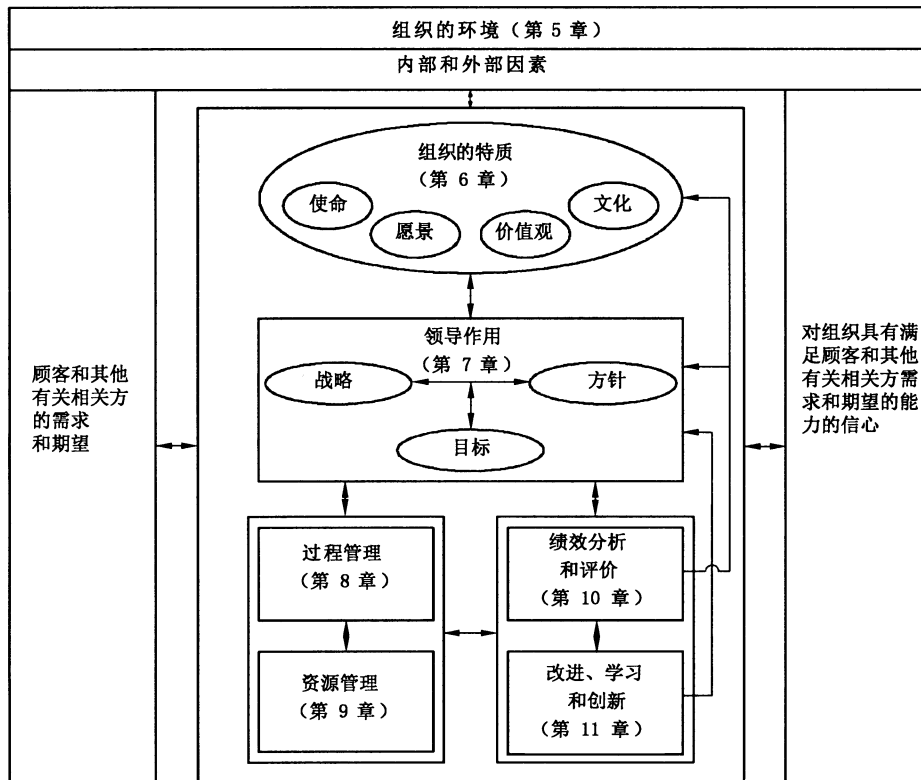 组织的环境（第 5 章）
内部和外部因素
组织的特质
（第 6 章）
使命
愿景
价值观
文化
领导作用
（第 7 章）
战略
方针
目标
顾客和其他
有关相关方
的需求
和期望
对组织具有满
足顾客和其他
有关相关方需
求和期望的能
力的信心
过程管理
（第 8 章）
资源管理
（第 9 章）
绩效分析
和评价
（第 10 章）
改进、学习
和创新
（第 11 章）